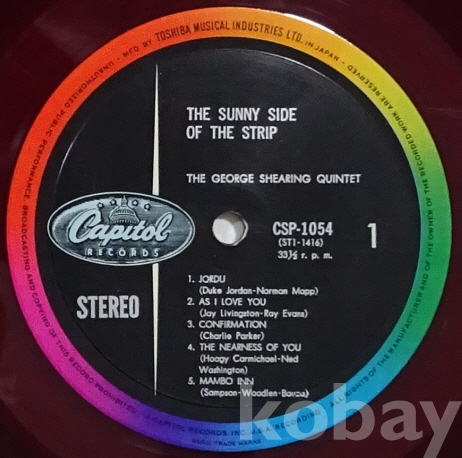 MFD. BY TOSHIBA MUSICAL INDUSTRIES LTD. IN JAPAN
ALL RIGHTS OF THE MANUFACTURER AND OF THE OWNER OF THE RECORDED WORK ARE RESERVED
UNAUTHORIZED PUBLIC PERFORMANCE, BROADCASTING AND COPYING OF THIS RECORD PROHIBITED
CAPITOL RECORDS, INC., U.S.A.
THE SUNNY SIDE
OF THE STRIP
THE GEORGE SHEARING QUINTET
Capitol
RECORDS
STEREO
CSP-1054
(ST1-1416)
33⅓ r. p. m.
1
1. JORDU
(Duke Jordan-Norman Mapp)
2. AS I LOVE YOU
(Jay Livingston-Ray Evans)
3. CONFIRMATION
(Charlie Parker)
4. THE NEARNESS OF YOU
(Hoagy Carmichael-Ned
Washington)
5. MAMBO INN
(Sampson-Woodlen-Bauza)
kobay